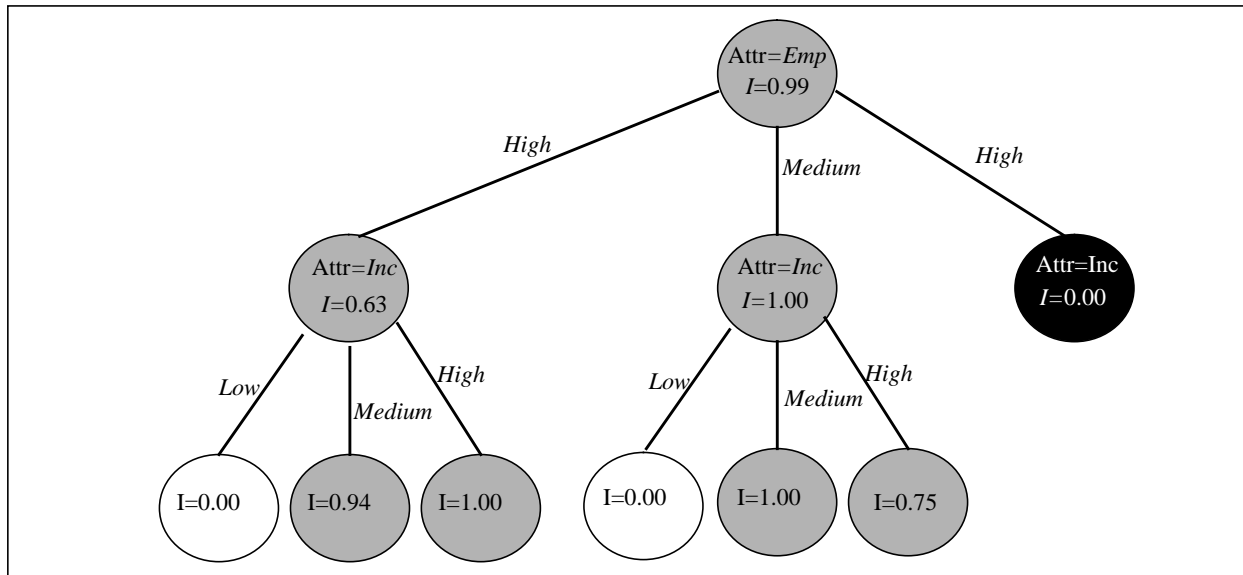 Attr=Emp
I=0.99
High
Medium
High
Attr=Inc
I=0.63
Attr=Inc
I=1.00
Attr=Inc
I=0.00
Low
Medium
High
Low
Medium
High
I=0.00
I=0.94
I=1.00
I=0.00
I=1.00
I=0.75